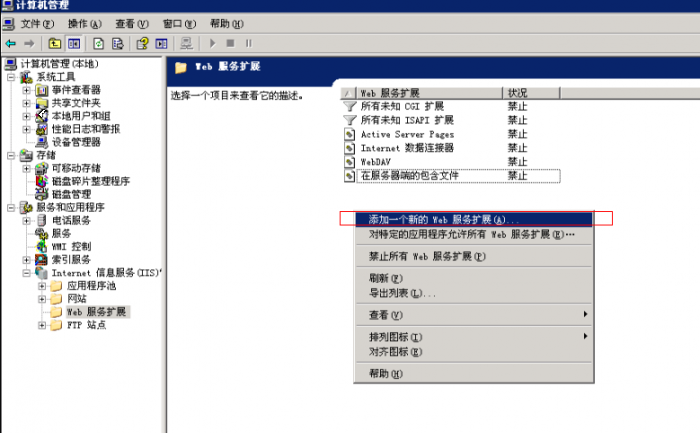 计算机管理
文件(F) 操作(A) 查看(V) 窗口(W) 帮助(H)
计算机管理(本地)
系统工具
事件查看器
共享文件夹
本地用户和组
性能日志和警报
设备管理器
存储
可移动存储
磁盘碎片整理程序
磁盘管理
服务和应用程序
电话服务
服务
WMI 控制
索引服务
Internet 信息服务(IIS)
应用程序池
网站
Web 服务扩展
FTP 站点
Web 服务扩展
选择一个项目来查看它的描述。
Web 服务扩展 状况
所有未知 CGI 扩展 禁止
所有未知 ISAPI 扩展 禁止
Active Server Pages 禁止
Internet 数据连接器 禁止
WebDAV 禁止
在服务器端的包含文件 禁止
添加一个新的 Web 服务扩展(A)...
对特定的应用程序允许所有 Web 服务扩展(E)...
禁止所有 Web 服务扩展(P)
刷新(F)
导出列表(L)...
查看(V)
排列图标(I)
对齐图标(E)
帮助(H)